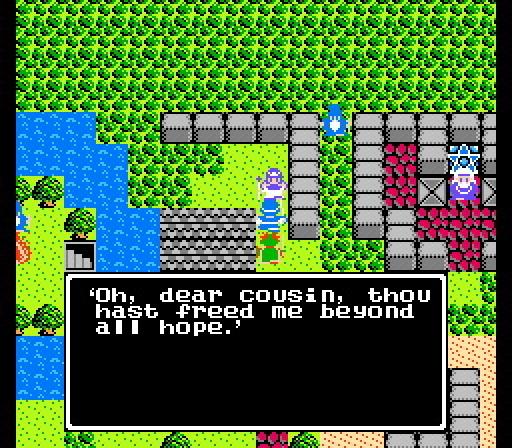 ‘Oh, dear cousin, thou
hast freed me beyond
all hope.’